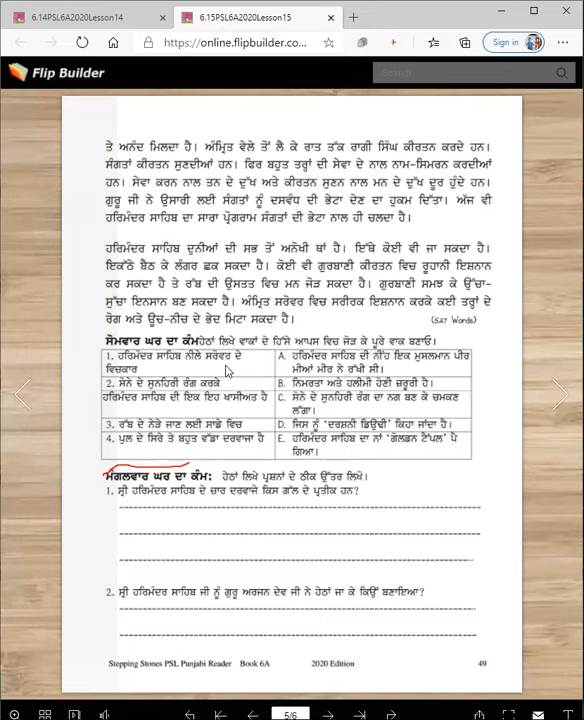 6.14PSL6A2020Lesson14
6.15PSL6A2020Lesson15
https://online.flipbuilder.co...
Sign in
Flip Builder
Search
ਤੇ ਅਨੰਦ ਮਿਲਦਾ ਹੈ। ਅੰਮ੍ਰਿਤ ਵੇਲੇ ਤੋਂ ਲੈ ਕੇ ਰਾਤ ਤੱਕ ਰਾਗੀ ਸਿੰਘ ਕੀਰਤਨ ਕਰਦੇ ਹਨ।
ਸੰਗਤਾਂ ਕੀਰਤਨ ਸੁਣਦੀਆਂ ਹਨ। ਫਿਰ ਬਹੁਤ ਤਰ੍ਹਾਂ ਦੀ ਸੇਵਾ ਦੇ ਨਾਲ ਨਾਮ-ਸਿਮਰਨ ਕਰਦੀਆਂ
ਹਨ। ਸੇਵਾ ਕਰਨ ਨਾਲ ਤਨ ਦੇ ਦੁੱਖ ਅਤੇ ਕੀਰਤਨ ਸੁਣਨ ਨਾਲ ਮਨ ਦੇ ਦੁੱਖ ਦੂਰ ਹੁੰਦੇ ਹਨ।
ਗੁਰੂ ਜੀ ਨੇ ਉਸਾਰੀ ਲਈ ਸੰਗਤਾਂ ਨੂੰ ਦਸਵੰਧ ਦੀ ਭੇਟਾ ਦੇਣ ਦਾ ਹੁਕਮ ਦਿੱਤਾ। ਅੱਜ ਵੀ
ਹਰਿਮੰਦਰ ਸਾਹਿਬ ਦਾ ਸਾਰਾ ਪ੍ਰੋਗਰਾਮ ਸੰਗਤਾਂ ਦੀ ਭੇਟਾ ਨਾਲ ਹੀ ਚਲਦਾ ਹੈ।
ਹਰਿਮੰਦਰ ਸਾਹਿਬ ਦੁਨੀਆਂ ਦੀ ਸਭ ਤੋਂ ਅਨੋਖੀ ਥਾਂ ਹੈ। ਇੱਥੇ ਕੋਈ ਵੀ ਜਾ ਸਕਦਾ ਹੈ।
ਇਕੱਠੇ ਬੈਠ ਕੇ ਲੰਗਰ ਛਕ ਸਕਦਾ ਹੈ। ਕੋਈ ਵੀ ਗੁਰਬਾਣੀ ਕੀਰਤਨ ਵਿਚ ਰੂਹਾਨੀ ਇਸ਼ਨਾਨ
ਕਰ ਸਕਦਾ ਹੈ ਤੇ ਰੱਬ ਦੀ ਉਸਤਤ ਵਿਚ ਮਨ ਜੋੜ ਸਕਦਾ ਹੈ। ਗੁਰਬਾਣੀ ਸਮਝ ਕੇ ਉੱਚਾ-
ਸੁੱਚਾ ਇਨਸਾਨ ਬਣ ਸਕਦਾ ਹੈ। ਅੰਮ੍ਰਿਤ ਸਰੋਵਰ ਵਿਚ ਸਰੀਰਕ ਇਸ਼ਨਾਨ ਕਰਕੇ ਕਈ ਤਰ੍ਹਾਂ ਦੇ
ਰੋਗ ਅਤੇ ਊਚ-ਨੀਚ ਦੇ ਭੇਦ ਮਿਟਾ ਸਕਦਾ ਹੈ। (527 Words)
ਸੋਮਵਾਰ ਘਰ ਦਾ ਕੰਮਹੇਠਾਂ ਲਿਖੇ ਵਾਕਾਂ ਦੇ ਹਿੱਸੇ ਆਪਸ ਵਿਚ ਜੋੜ ਕੇ ਪੂਰੇ ਵਾਕ ਬਣਾਓ।
1. ਹਰਿਮੰਦਰ ਸਾਹਿਬ ਨੀਲੇ ਸਰੋਵਰ ਦੇ
ਵਿਚਕਾਰ
A. ਹਰਿਮੰਦਰ ਸਾਹਿਬ ਦੀ ਨੀਂਹ ਇਕ ਮੁਸਲਮਾਨ ਪੀਰ
ਮੀਆਂ ਮੀਰ ਨੇ ਰੱਖੀ ਸੀ।
2. ਸੋਨੇ ਦੇ ਸੁਨਹਿਰੀ ਰੰਗ ਕਰਕੇ
B. ਨਿਮਰਤਾ ਅਤੇ ਹਲੀਮੀ ਹੋਣੀ ਜ਼ਰੂਰੀ ਹੈ।
ਹਰਿਮੰਦਰ ਦੀ ਇਕ ਇਹ ਖਾਸੀਅਤ ਹੈ
C. ਸੋਨੇ ਦੇ ਸੁਨਹਿਰੀ ਰੰਗ ਦਾ ਨਗ ਬਣ ਕੇ ਚਮਕਣ
ਲੱਗਾ।
3. ਰੱਬ ਦੇ ਨੇੜੇ ਜਾਣ ਲਈ ਸਾਡੇ ਵਿਚ
D. ਜਿਸ ਨੂੰ 'ਦਰਸ਼ਨੀ ਡਿਉਢੀ' ਕਿਹਾ ਜਾਂਦਾ ਹੈ।
4. ਪੁਲ ਦੇ ਸਿਰੇ ਤੇ ਬਹੁਤ ਵੱਡਾ ਦਰਵਾਜਾ ਹੈ
E. ਹਰਿਮੰਦਰ ਸਾਹਿਬ ਦਾ ਨਾਂ 'ਗੋਲਡਨ ਟੈਂਪਲ' ਪੈ
ਗਿਆ।
ਮੰਗਲਵਾਰ ਘਰ ਦਾ ਕੰਮ: ਹੇਠਾਂ ਲਿਖੇ ਪ੍ਰਸ਼ਨਾਂ ਦੇ ਠੀਕ ਉੱਤਰ ਲਿਖੋ।
1. ਸ੍ਰੀ ਹਰਿਮੰਦਰ ਸਾਹਿਬ ਦੇ ਚਾਰ ਦਰਵਾਜੇ ਕਿਸ ਗੱਲ ਦੇ ਪ੍ਰਤੀਕ ਹਨ?
2. ਸ੍ਰੀ ਹਰਿਮੰਦਰ ਸਾਹਿਬ ਜੀ ਨੂੰ ਗੁਰੂ ਅਰਜਨ ਦੇਵ ਜੀ ਨੇ ਹੇਠਾਂ ਜਾ ਕੇ ਕਿਉਂ ਬਣਾਇਆ?
Stepping Stones PSL Punjabi Reader Book 6A 2020 Edition 49
5/6